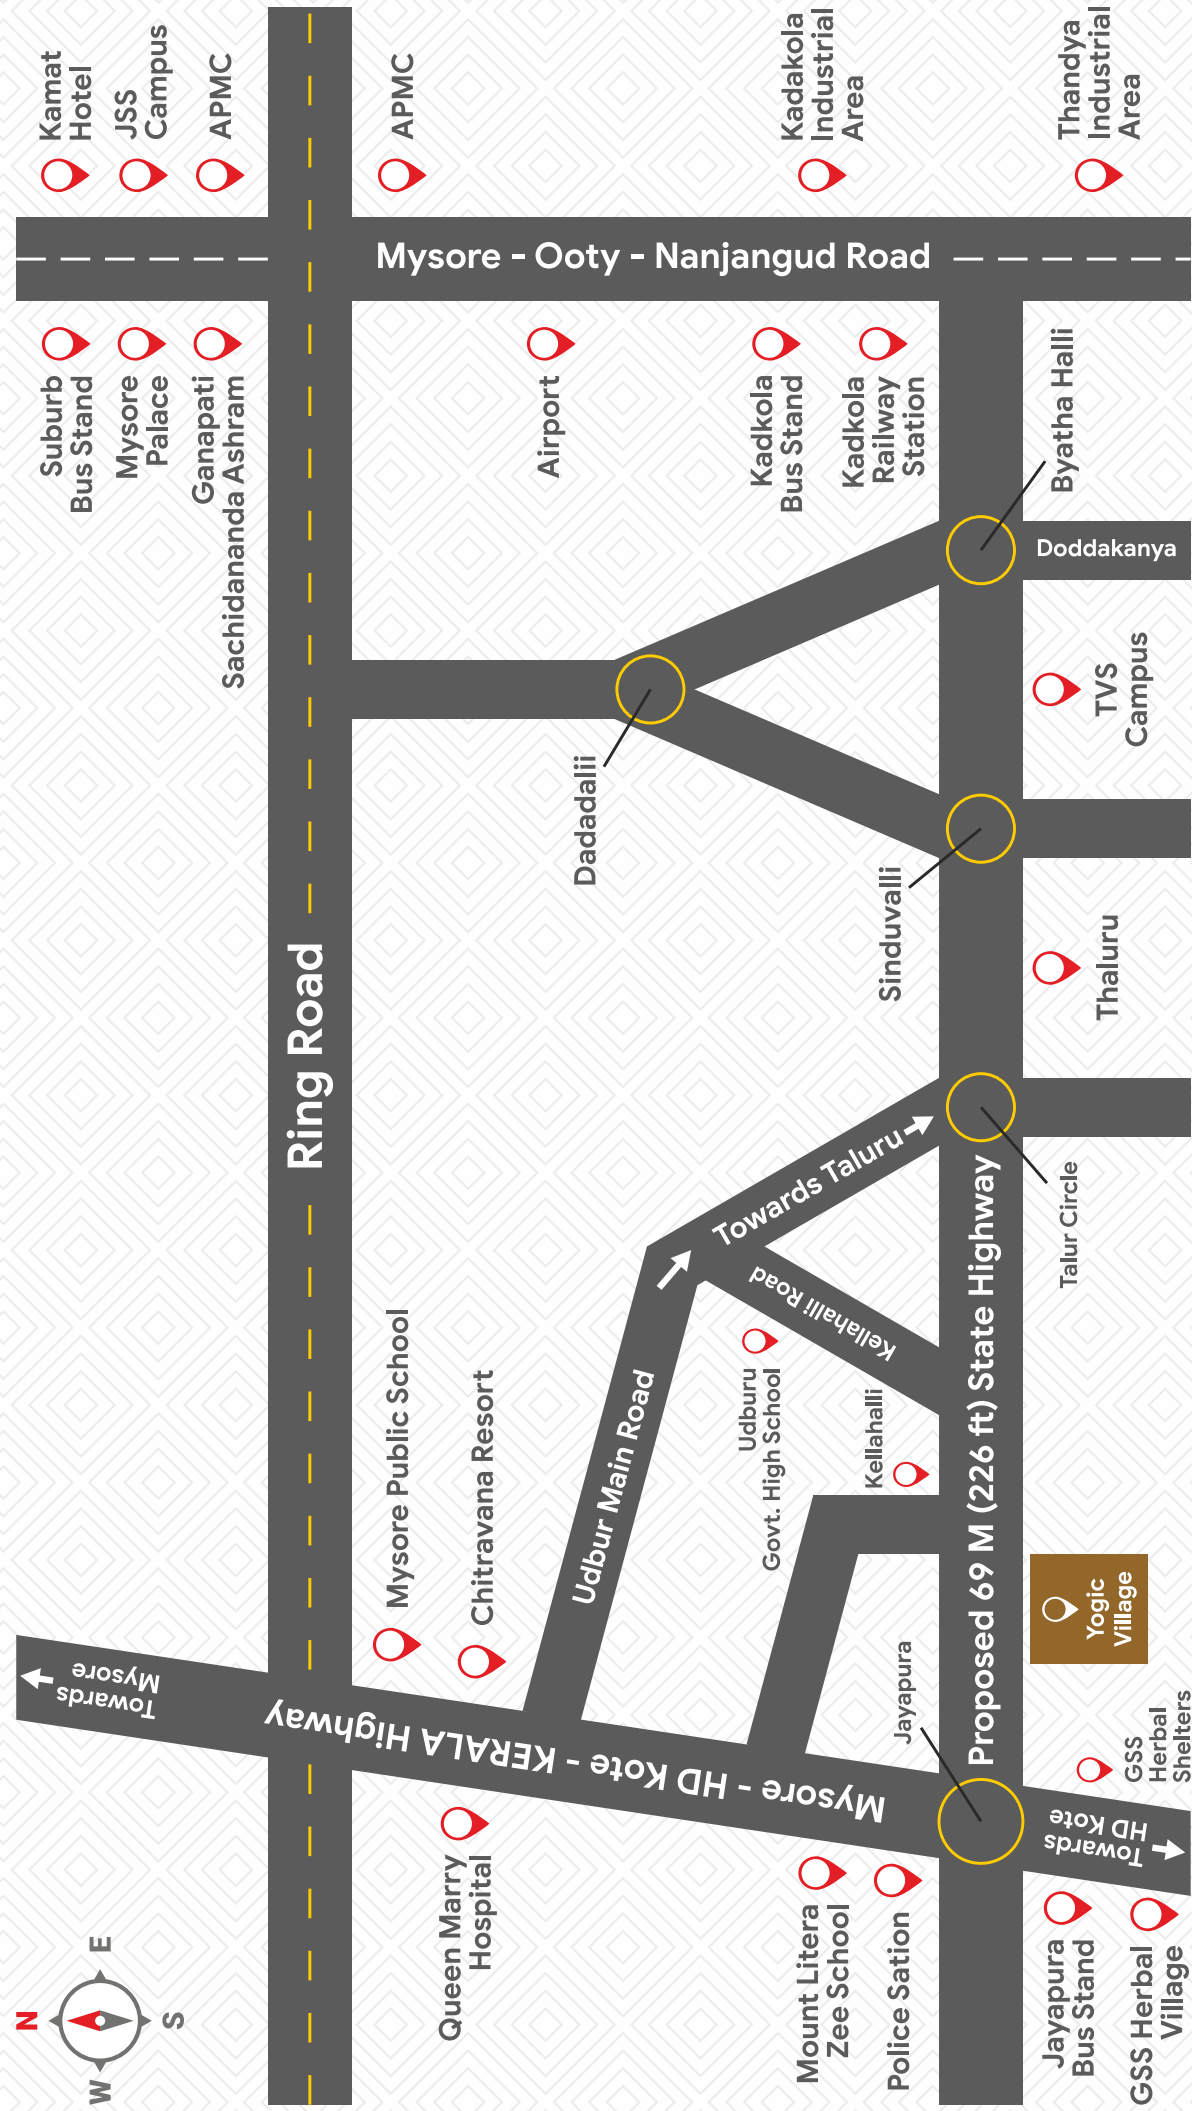 Kamat
Hotel
JSS
Campus
APMC
APMC
Kadakola
Industrial
Area
Thandya
Industrial
Area
Mysore - Ooty - Nanjangud Road
Suburb
Bus Stand
Mysore
Palace
Ganapati
Sachidananda Ashram
Airport
Kadkola
Bus Stand
Kadkola
Railway
Station
Byatha Halli
Doddakanya
TVS
Campus
Dadadalii
Sinduvalli
Thaluru
Ring Road
Towards Taluru
Talur Circle
Kellahalli Road
Udbur Main Road
Udburu
Govt. High School
Kellahalli
Mysore Public School
Chitravana Resort
Proposed 69 M (226 ft) State Highway
Yogic
Village
Jayapura
GSS
Herbal
Shelters
Towards
Mysore
Mysore - HD Kote - KERALA Highway
Towards
HD Kote
Queen Marry
Hospital
Mount Litera
Zee School
Police Sation
Jayapura
Bus Stand
GSS Herbal
Village
N
E
S
W